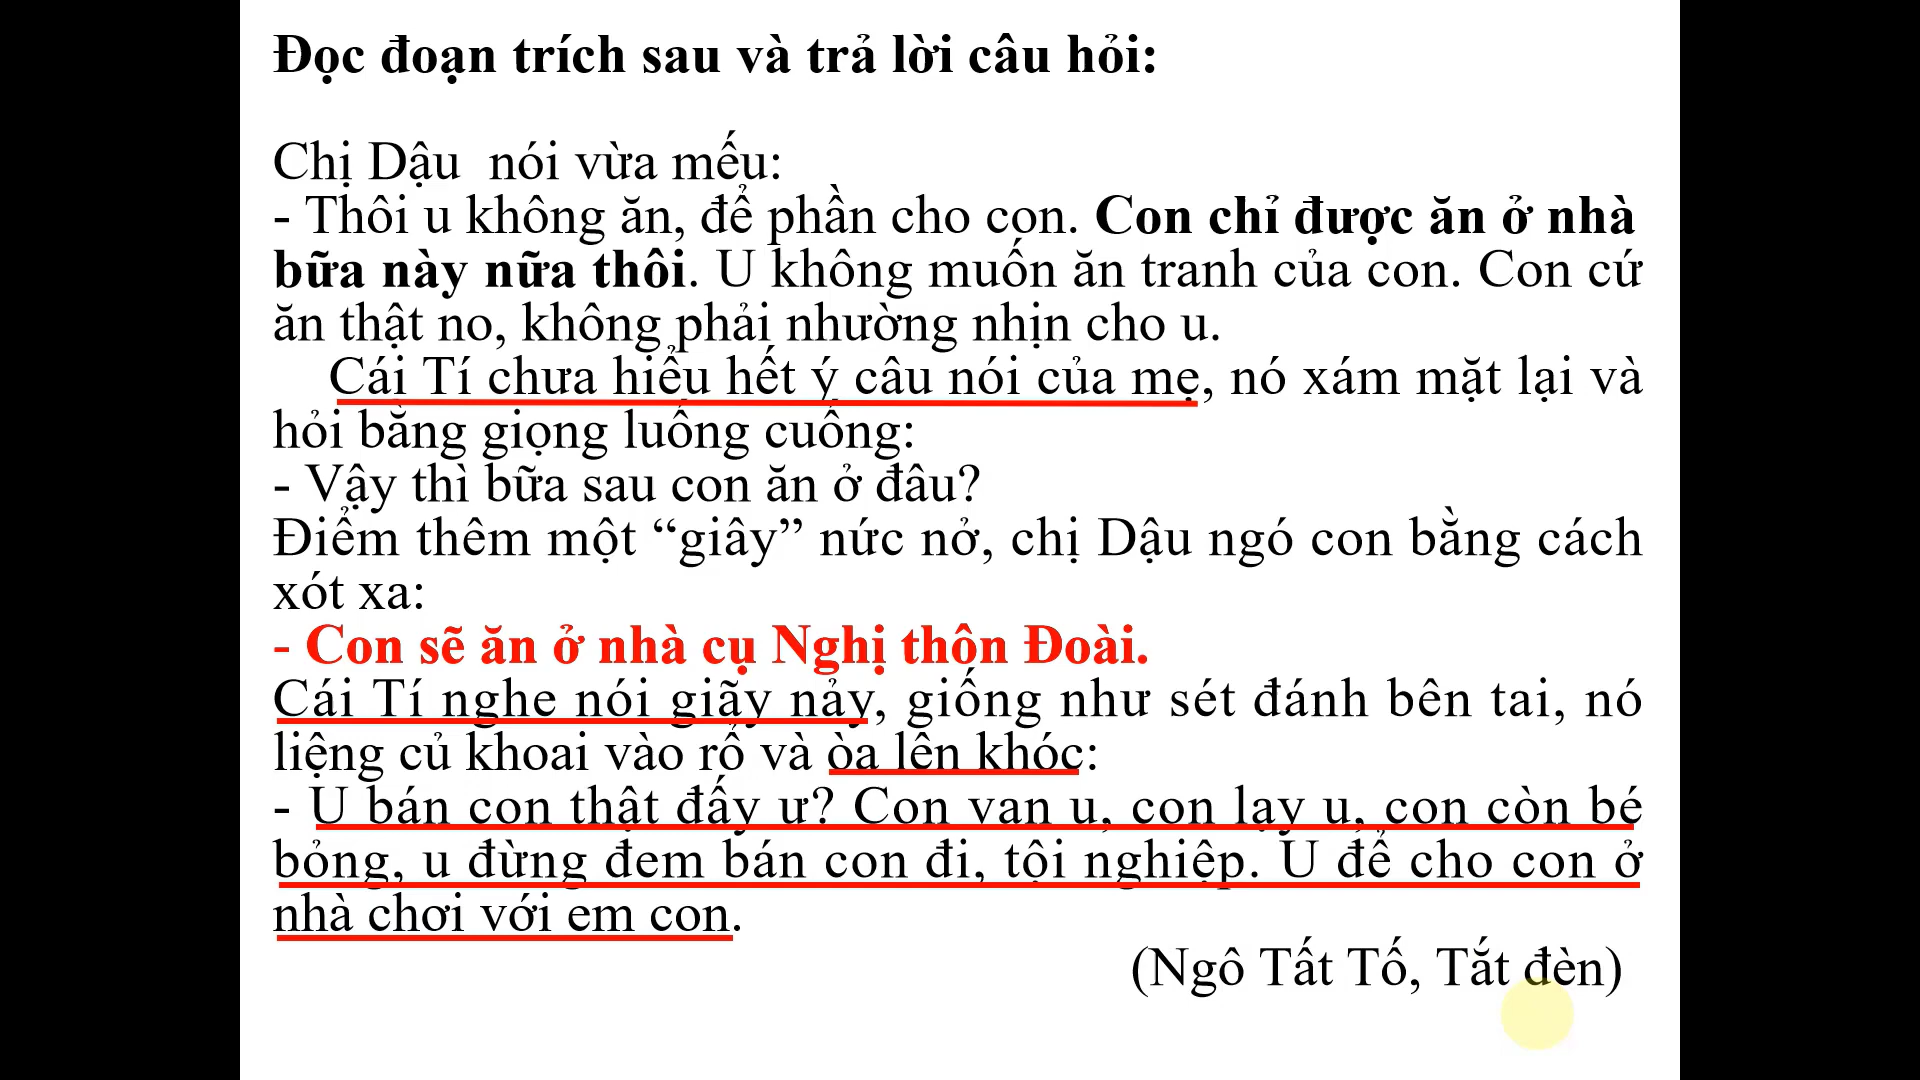 Đọc đoạn trích sau và trả lời câu hỏi:
Chị Dậu nói vừa mếu:
- Thôi u không ăn, để phần cho con. Con chỉ được ăn ở nhà
bữa này nữa thôi. U không muốn ăn tranh của con. Con cứ
ăn thật no, không phải nhường nhịn cho u.
Cái Tí chưa hiểu hết ý câu nói của mẹ, nó xám mặt lại và
hỏi bằng giọng luống cuống:
- Vậy thì bữa sau con ăn ở đâu?
Điểm thêm một “giây” nức nở, chị Dậu ngó con bằng cách
xót xa:
- Con sẽ ăn ở nhà cụ Nghị thôn Đoài.
Cái Tí nghe nói giãy nảy, giống như sét đánh bên tai, nó
liệng củ khoai vào rổ và òa lên khóc:
- U bán con thật đấy ư? Con van u, con lạy u, con còn bé
bỏng, u đừng đem bán con đi, tội nghiệp. U để cho con ở
nhà chơi với em con.
(Ngô Tất Tố, Tắt đèn)